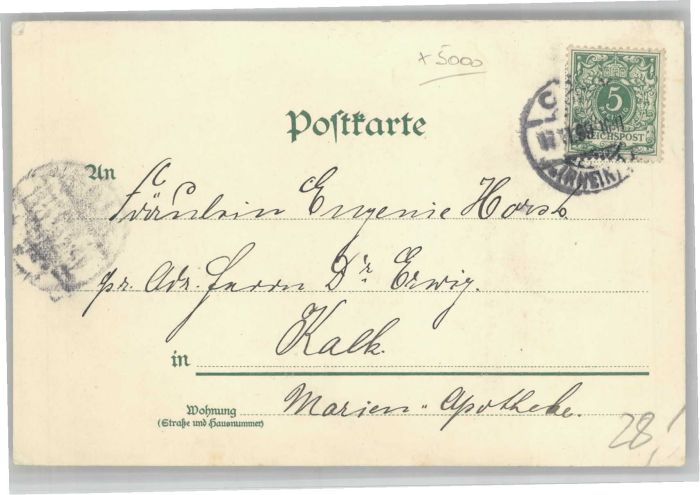 x 5000
5
REICHSPOST
(RHEIN)
Postkarte
An
Fräulein Eugenie Horst
pr. Adr. Herrn Dr. Erwig.
in Kalk.
Wohnung Marien-Apotheke.
(Straße und Hausnummer)
28,